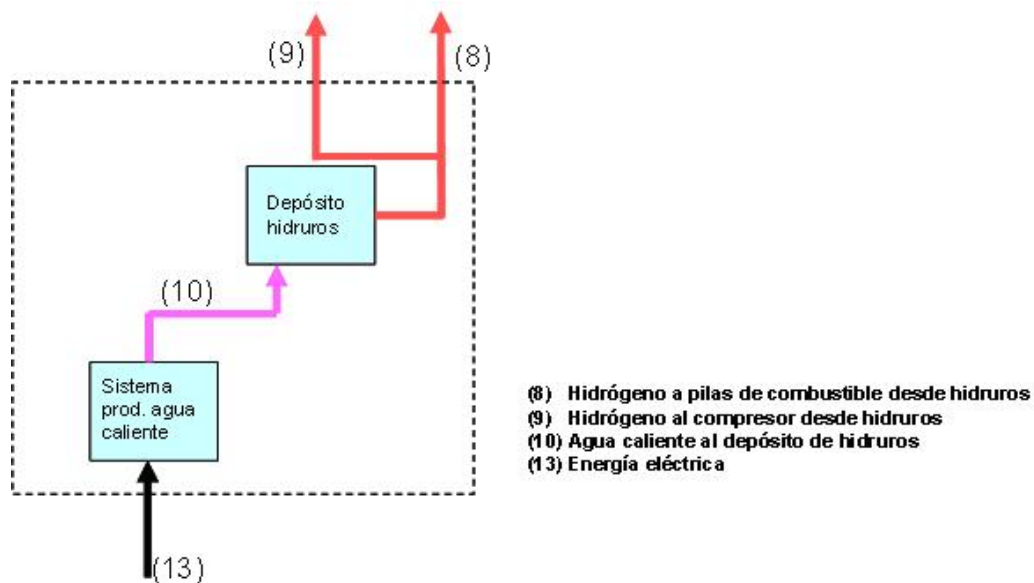 (9)
(8)
Depósito
hidruros
(10)
Sistema
prod. agua
caliente
(13)
(8) Hidrógeno a pilas de combustible desde hidruros
(9) Hidrógeno al compresor desde hidruros
(10) Agua caliente al depósito de hidruros
(13) Energía eléctrica